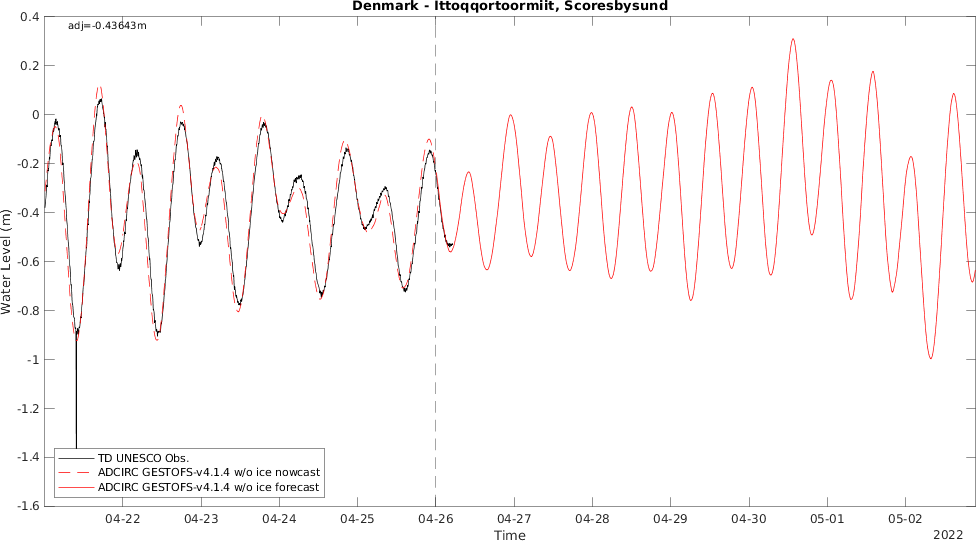 Denmark - Ittoqqortoormiit, Scoresbysund
adj=-0.43643m
0.4
0.2
0
-0.2
-0.4
-0.6
-0.8
-1
-1.2
-1.4
-1.6
Water Level (m)
TD UNESCO Obs.
ADCIRC GESTOFS-v4.1.4 w/o ice nowcast
ADCIRC GESTOFS-v4.1.4 w/o ice forecast
04-22 04-23 04-24 04-25 04-26 04-27 04-28 04-29 04-30 05-01 05-02
Time
2022